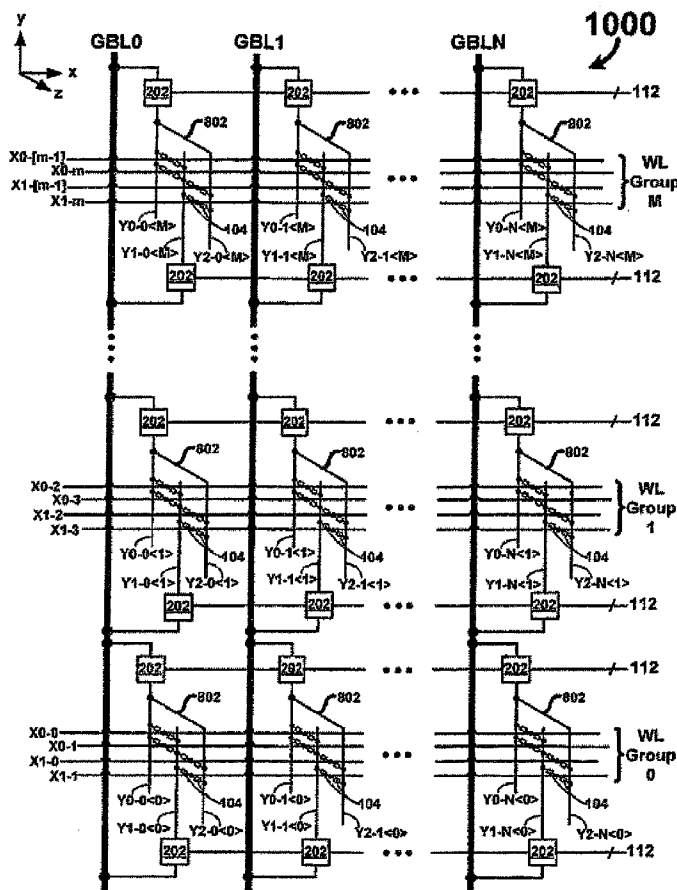 y
x
z
GBL0 GBL1 GBLN 1000
202 202 202 112
802 802 802
X0-[m-1]
X0-m
X1-[m-1]
X1-m
WL
Group
M
104 104 104
Y0-0<M> Y0-1<M> Y0-N<M>
Y1-0<M> Y2-0<M> Y1-1<M> Y2-1<M> Y1-N<M> Y2-N<M>
202 202 202 112
202 202 202 112
802 802 802
X0-2
X0-3
X1-2
X1-3
WL
Group
1
104 104 104
Y0-0<1> Y0-1<1> Y0-N<1>
Y1-0<1> Y2-0<1> Y1-1<1> Y2-1<1> Y1-N<1> Y2-N<1>
202 202 202 112
202 202 202 112
802 802 802
X0-0
X0-1
X1-0
X1-1
WL
Group
0
104 104 104
Y0-0<0> Y0-1<0> Y0-N<0>
Y1-0<0> Y2-0<0> Y1-1<0> Y2-1<0> Y1-N<0> Y2-N<0>
202 202 202 112